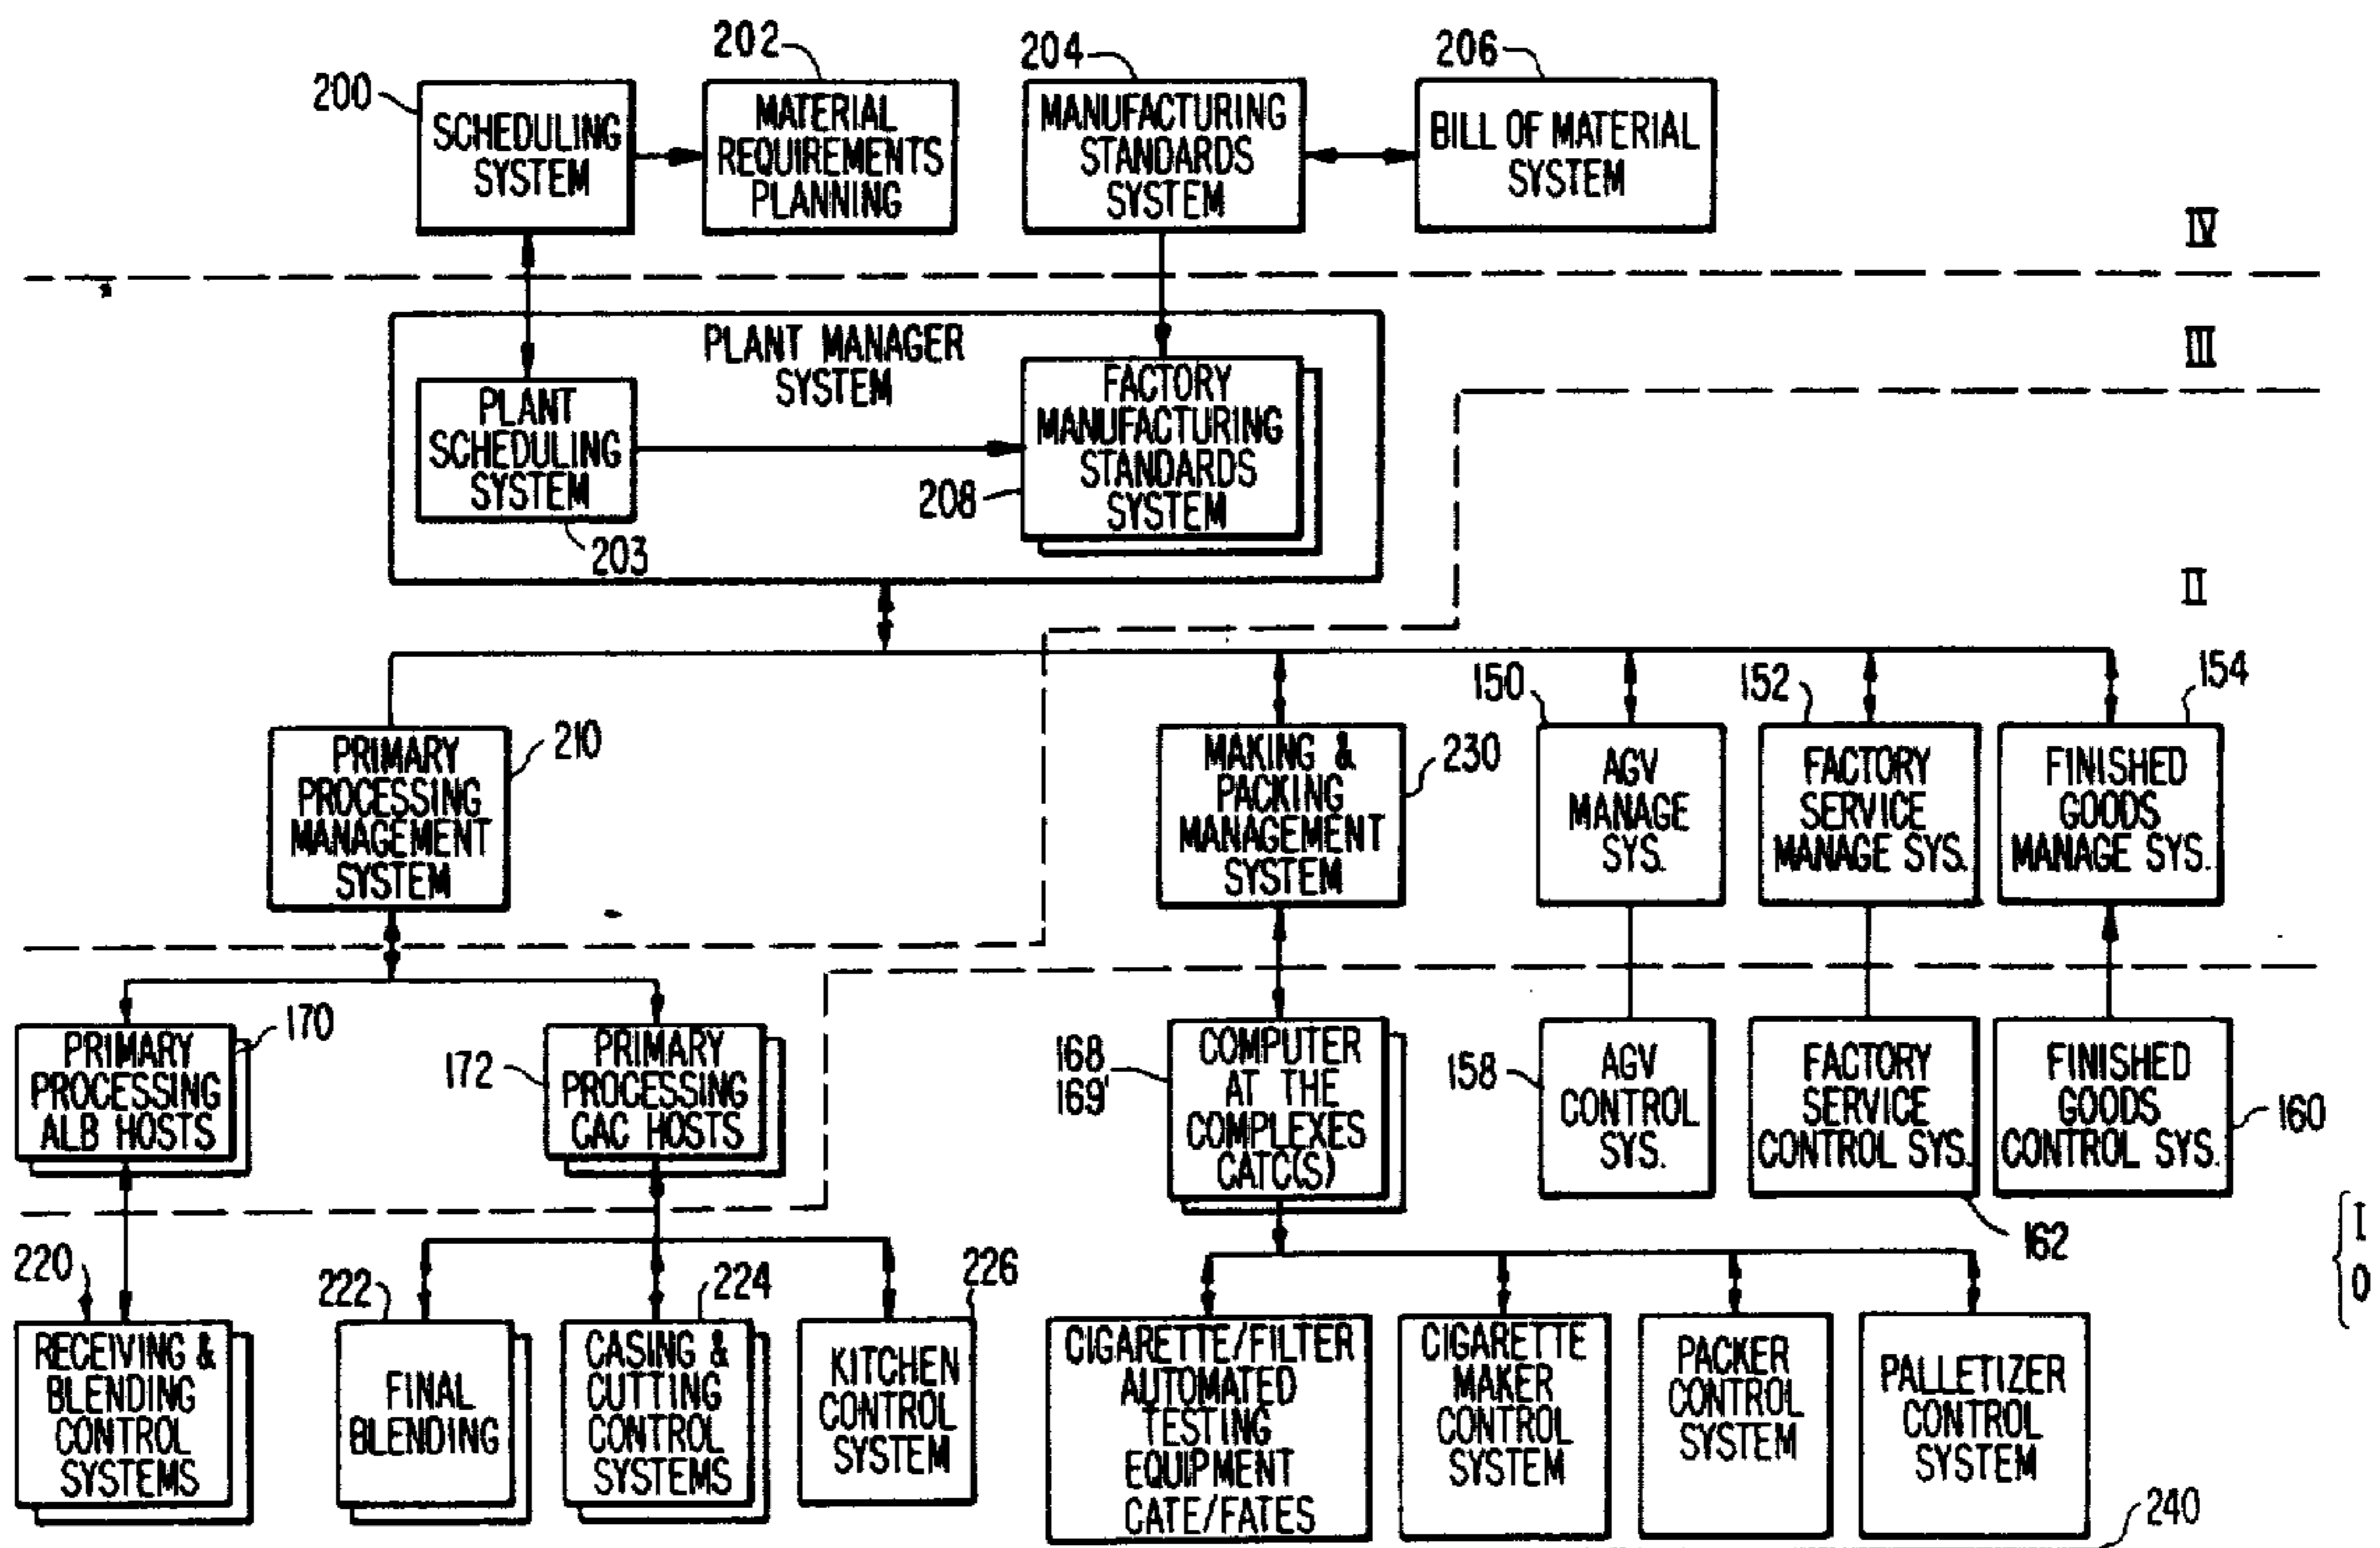 202
204
206
200
SCHEDULING
SYSTEM
MATERIAL
REQUIREMENTS
PLANNING
MANUFACTURING
STANDARDS
SYSTEM
BILL OF MATERIAL
SYSTEM
IV
III
PLANT MANAGER
SYSTEM
PLANT
SCHEDULING
SYSTEM
203
FACTORY
MANUFACTURING
STANDARDS
SYSTEM
208
II
PRIMARY
PROCESSING
MANAGEMENT
SYSTEM
210
MAKING &
PACKING
MANAGEMENT
SYSTEM
230
150
AGV
MANAGE
SYS.
152
FACTORY
SERVICE
MANAGE SYS.
154
FINISHED
GOODS
MANAGE SYS.
PRIMARY
PROCESSING
ALB HOSTS
170
172
PRIMARY
PROCESSING
CAC HOSTS
168
169'
COMPUTER
AT THE
COMPLEXES
CATC(S)
158
AGV
CONTROL
SYS.
FACTORY
SERVICE
CONTROL SYS.
162
FINISHED
GOODS
CONTROL SYS.
160
I
0
220
RECEIVING &
BLENDING
CONTROL
SYSTEMS
222
FINAL
BLENDING
224
CASING &
CUTTING
CONTROL
SYSTEMS
226
KITCHEN
CONTROL
SYSTEM
CIGARETTE/FILTER
AUTOMATED
TESTING
EQUIPMENT
CATE/FATES
CIGARETTE
MAKER
CONTROL
SYSTEM
PACKER
CONTROL
SYSTEM
PALLETIZER
CONTROL
SYSTEM
240